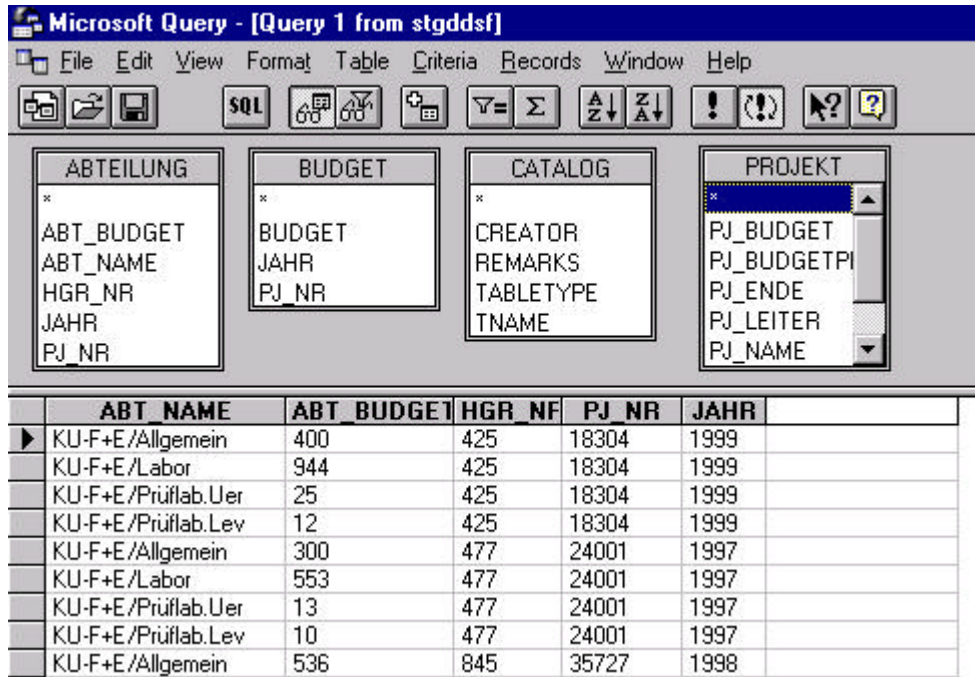 Microsoft Query - [Query 1 from stgddsf]
File Edit View Format Table Criteria Records Window Help
SQL
ABTEILUNG
*
ABT_BUDGET
ABT_NAME
HGR_NR
JAHR
PJ_NR
BUDGET
*
BUDGET
JAHR
PJ_NR
CATALOG
*
CREATOR
REMARKS
TABLETYPE
TNAME
PROJEKT
*
PJ_BUDGET
PJ_BUDGETPl
PJ_ENDE
PJ_LEITER
PJ_NAME
ABT_NAME ABT_BUDGET HGR_NR PJ_NR JAHR
KU-F+E/Allgemein 400 425 18304 1999
KU-F+E/Labor 944 425 18304 1999
KU-F+E/Prüflab.Uer 25 425 18304 1999
KU-F+E/Prüflab.Lev 12 425 18304 1999
KU-F+E/Allgemein 300 477 24001 1997
KU-F+E/Labor 553 477 24001 1997
KU-F+E/Prüflab.Uer 13 477 24001 1997
KU-F+E/Prüflab.Lev 10 477 24001 1997
KU-F+E/Allgemein 536 845 35727 1998